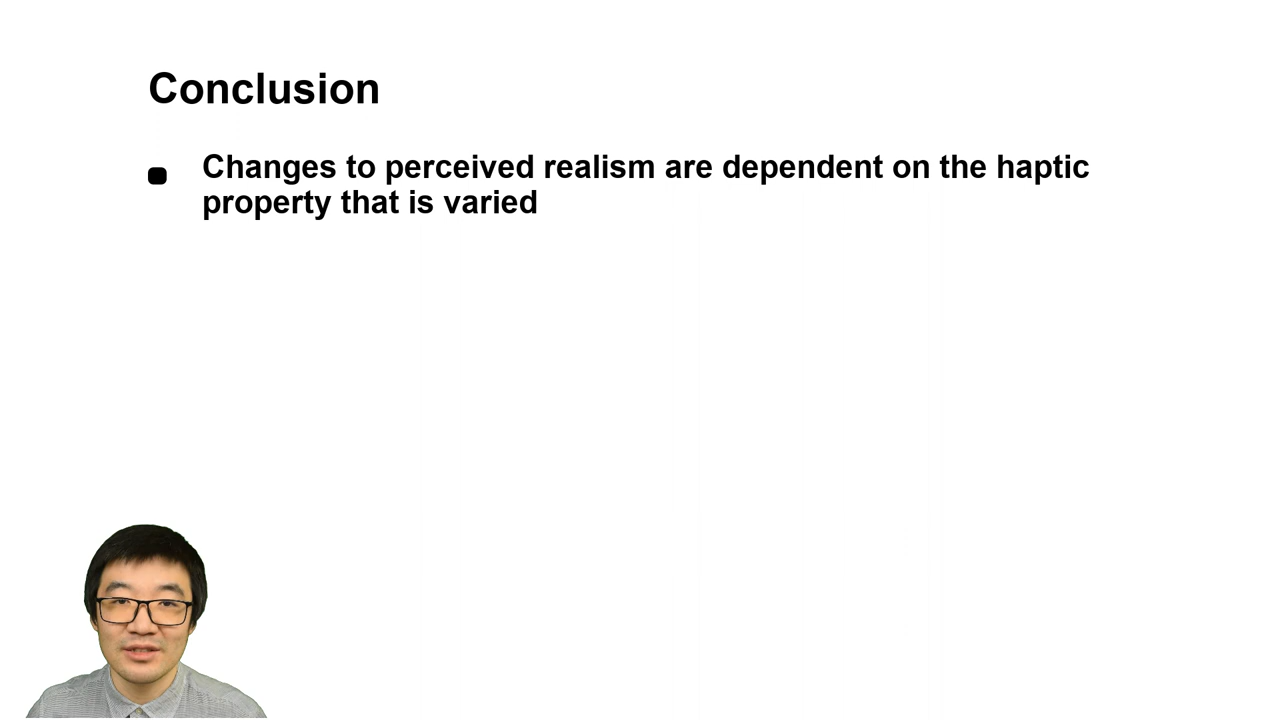 Conclusion
Changes to perceived realism are dependent on the haptic
property that is varied